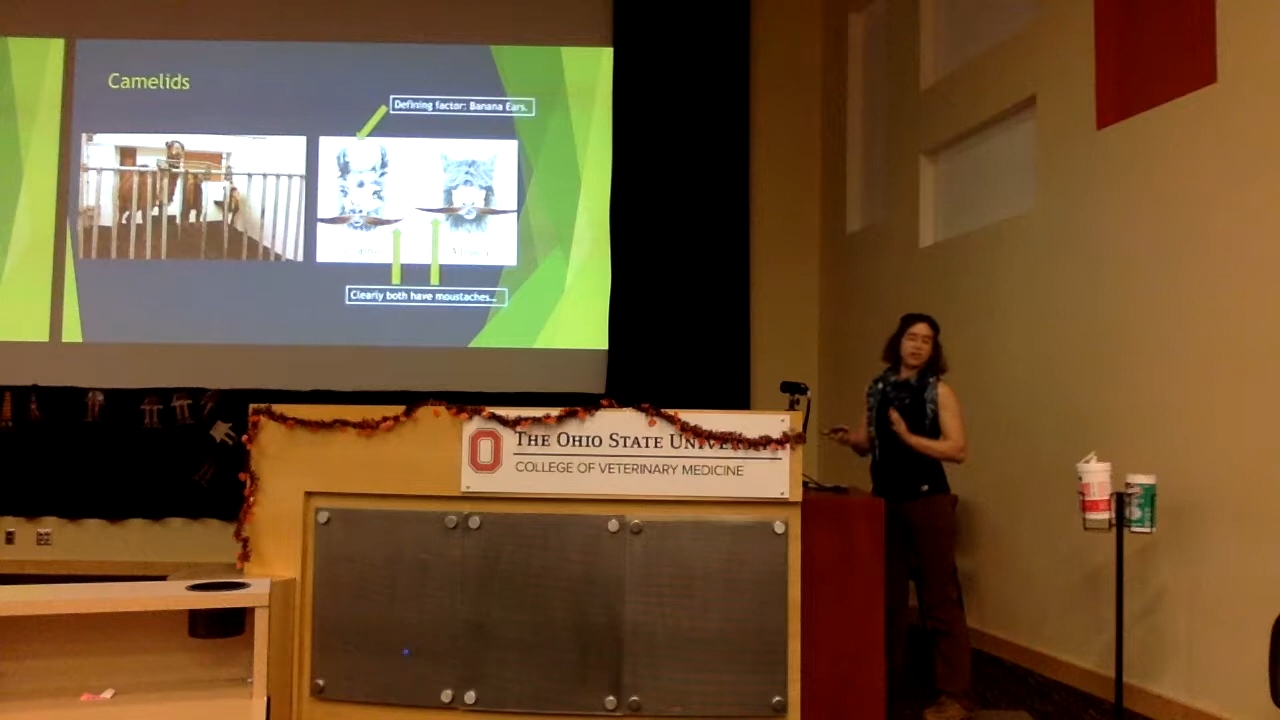 Camelids
Defining factor: Banana Ears.
Clearly both have moustaches…
THE OHIO STATE UNIVERSITY
COLLEGE OF VETERINARY MEDICINE